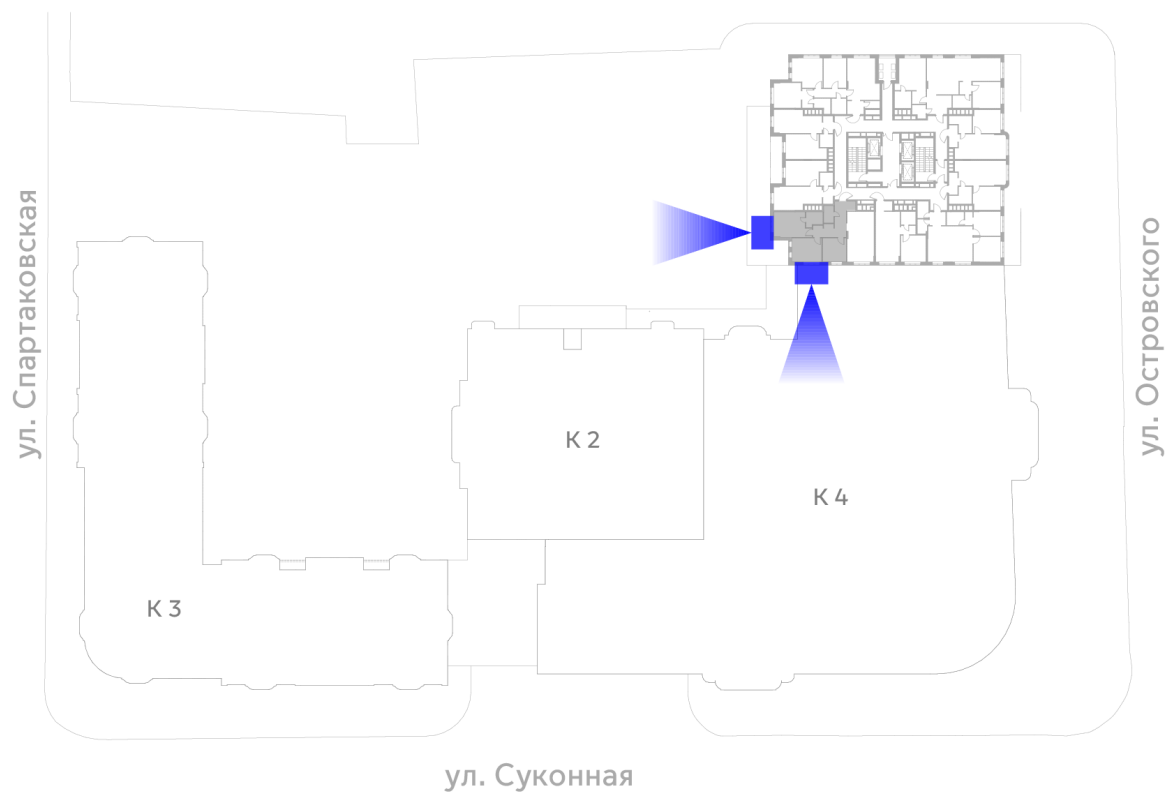 ул. Спартаковская
ул. Островского
К 2
К 4
К 3
ул. Суконная